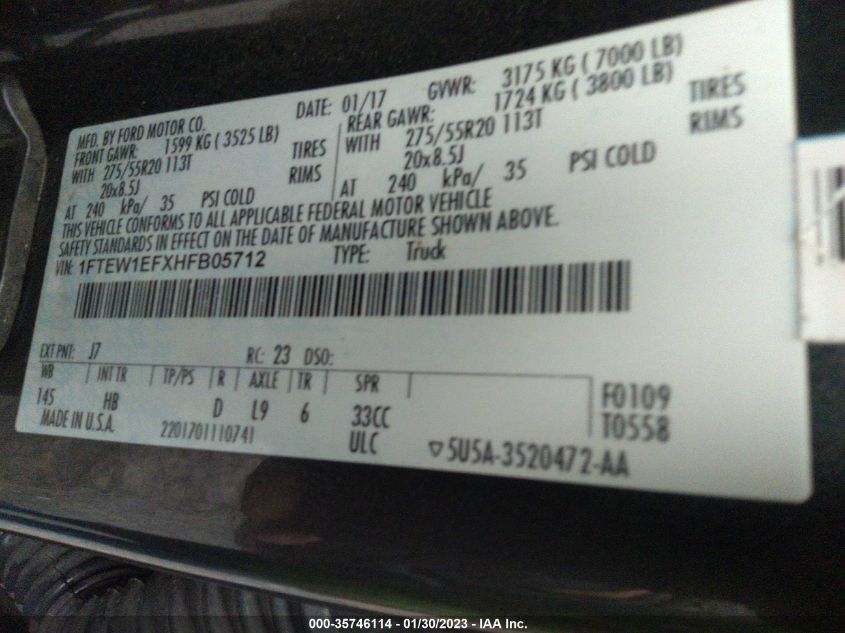 MFD. BY FORD MOTOR CO.
DATE: 01/17
GVWR: 3175 KG ( 7000 LB)
FRONT GAWR: 1599 KG ( 3525 LB)
WITH 275/55R20 113T TIRES
20x8.5J RIMS
AT 240 kPa/ 35 PSI COLD
REAR GAWR: 1724 KG ( 3800 LB)
WITH 275/55R20 113T TIRES
20x8.5J RIMS
AT 240 kPa/ 35 PSI COLD
THIS VEHICLE CONFORMS TO ALL APPLICABLE FEDERAL MOTOR VEHICLE
SAFETY STANDARDS IN EFFECT ON THE DATE OF MANUFACTURE SHOWN ABOVE.
VIN: 1FTEW1EFXHFB05712 TYPE: Truck
EXT PNT: J7 RC: 23 DSO:
WB INT TR TP/PS R AXLE TR SPR
145 HB D L9 6 33CC
F0109
T0558
MADE IN U.S.A. 2201701110741 ULC
▽5U5A-3520472-AA
000-35746114 - 01/30/2023 - IAA Inc.